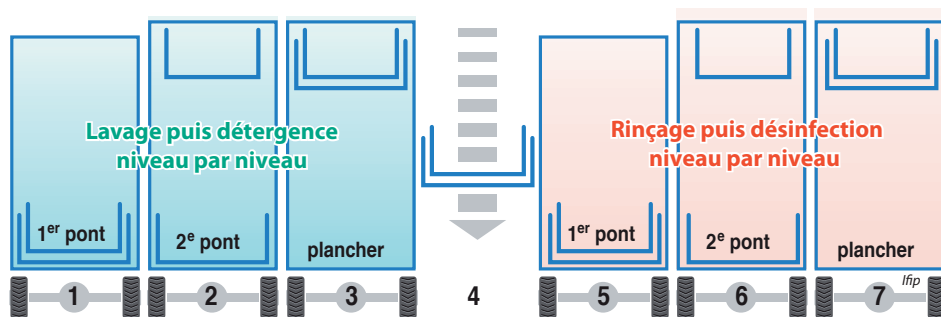 Lavage puis détergence
niveau par niveau
Rinçage puis désinfection
niveau par niveau
1er pont
2e pont
plancher
1er pont
2e pont
plancher
Ifip
1
2
3
4
5
6
7